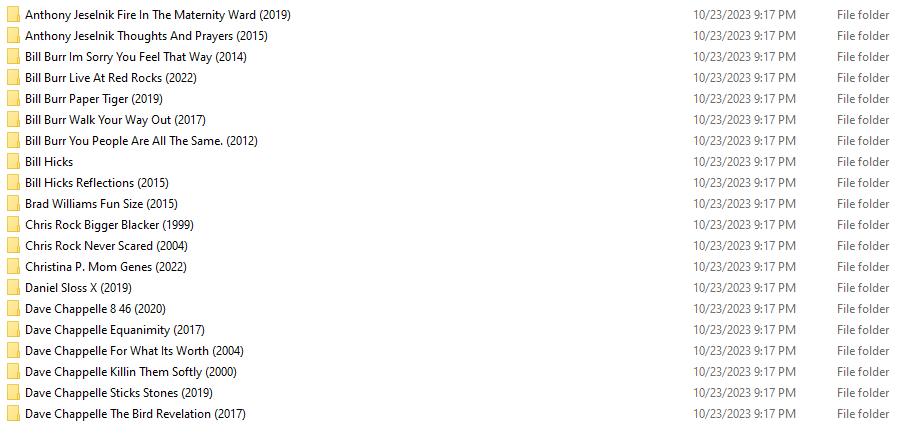 Anthony Jeselnik Fire In The Maternity Ward (2019) 10/23/2023 9:17 PM File folder
Anthony Jeselnik Thoughts And Prayers (2015) 10/23/2023 9:17 PM File folder
Bill Burr Im Sorry You Feel That Way (2014) 10/23/2023 9:17 PM File folder
Bill Burr Live At Red Rocks (2022) 10/23/2023 9:17 PM File folder
Bill Burr Paper Tiger (2019) 10/23/2023 9:17 PM File folder
Bill Burr Walk Your Way Out (2017) 10/23/2023 9:17 PM File folder
Bill Burr You People Are All The Same. (2012) 10/23/2023 9:17 PM File folder
Bill Hicks 10/23/2023 9:17 PM File folder
Bill Hicks Reflections (2015) 10/23/2023 9:17 PM File folder
Brad Williams Fun Size (2015) 10/23/2023 9:17 PM File folder
Chris Rock Bigger Blacker (1999) 10/23/2023 9:17 PM File folder
Chris Rock Never Scared (2004) 10/23/2023 9:17 PM File folder
Christina P. Mom Genes (2022) 10/23/2023 9:17 PM File folder
Daniel Sloss X (2019) 10/23/2023 9:17 PM File folder
Dave Chappelle 8 46 (2020) 10/23/2023 9:17 PM File folder
Dave Chappelle Equanimity (2017) 10/23/2023 9:17 PM File folder
Dave Chappelle For What Its Worth (2004) 10/23/2023 9:17 PM File folder
Dave Chappelle Killin Them Softly (2000) 10/23/2023 9:17 PM File folder
Dave Chappelle Sticks Stones (2019) 10/23/2023 9:17 PM File folder
Dave Chappelle The Bird Revelation (2017) 10/23/2023 9:17 PM File folder